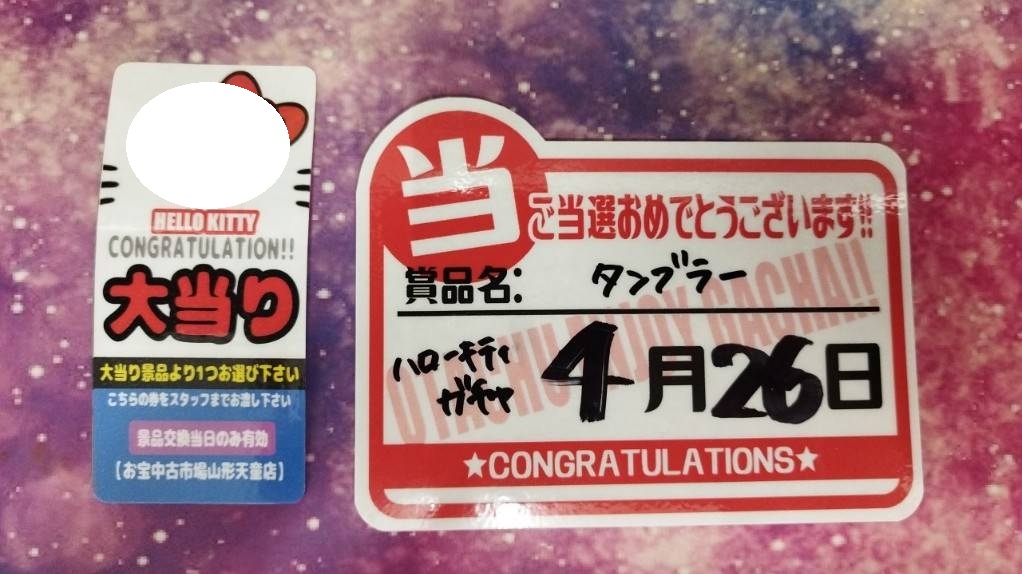 HELLO KITTY
CONGRATULATION!!
大当り
大当り景品より1つお選び下さい
こちらの券をスタッフまでお渡し下さい
景品交換当日のみ有効
【お宝中古市場山形天童店】
当
ご当選おめでとうございます!!
賞品名: タンブラー
ハローキティ
ガチャ
4月26日
OTACHU ENJOY GACHA!!
★CONGRATULATIONS★